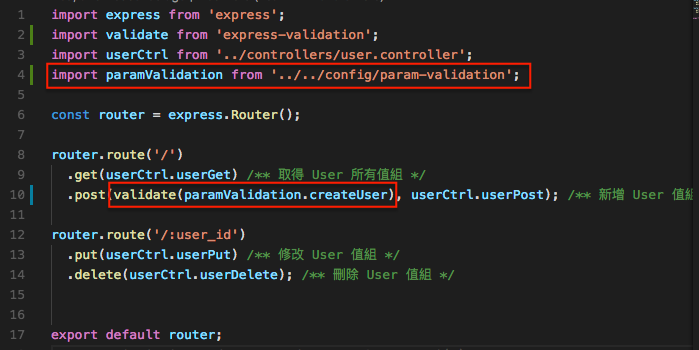 1 import express from 'express';
2 import validate from 'express-validation';
3 import userCtrl from '../controllers/user.controller';
4 import paramValidation from '../../config/param-validation';
5
6 const router = express.Router();
7
8 router.route('/')
9 .get(userCtrl.userGet) /** 取得 User 所有值組 */
10 .post(validate(paramValidation.createUser), userCtrl.userPost); /** 新增 User 值組
11
12 router.route('/:user_id')
13 .put(userCtrl.userPut) /** 修改 User 值組 */
14 .delete(userCtrl.userDelete); /** 刪除 User 值組 */
15
16
17 export default router;